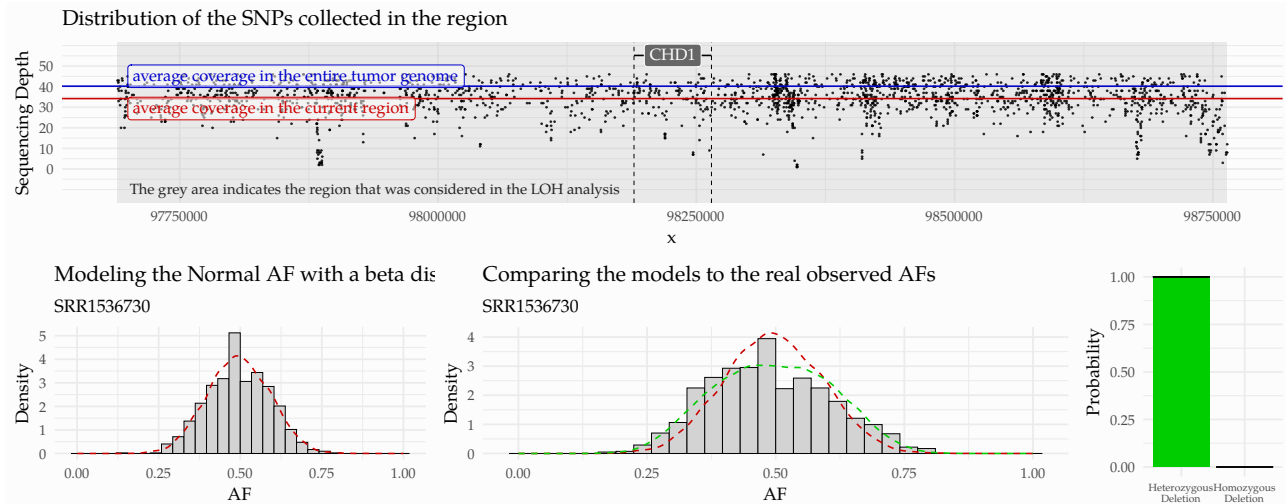 Distribution of the SNPs collected in the region
Sequencing Depth
50
40
30
20
10
0
CHD1
average coverage in the entire tumor genome
average coverage in the current region
The grey area indicates the region that was considered in the LOH analysis
97750000 98000000 98250000 98500000 98750000
x
Modeling the Normal AF with a beta dis
SRR1536730
Density
5
4
3
2
1
0
0.00 0.25 0.50 0.75 1.00
AF
Comparing the models to the real observed AFs
SRR1536730
Density
4
3
2
1
0
0.00 0.25 0.50 0.75 1.00
AF
Probability
1.00
0.75
0.50
0.25
0.00
Heterozygous Homozygous
Deletion Deletion